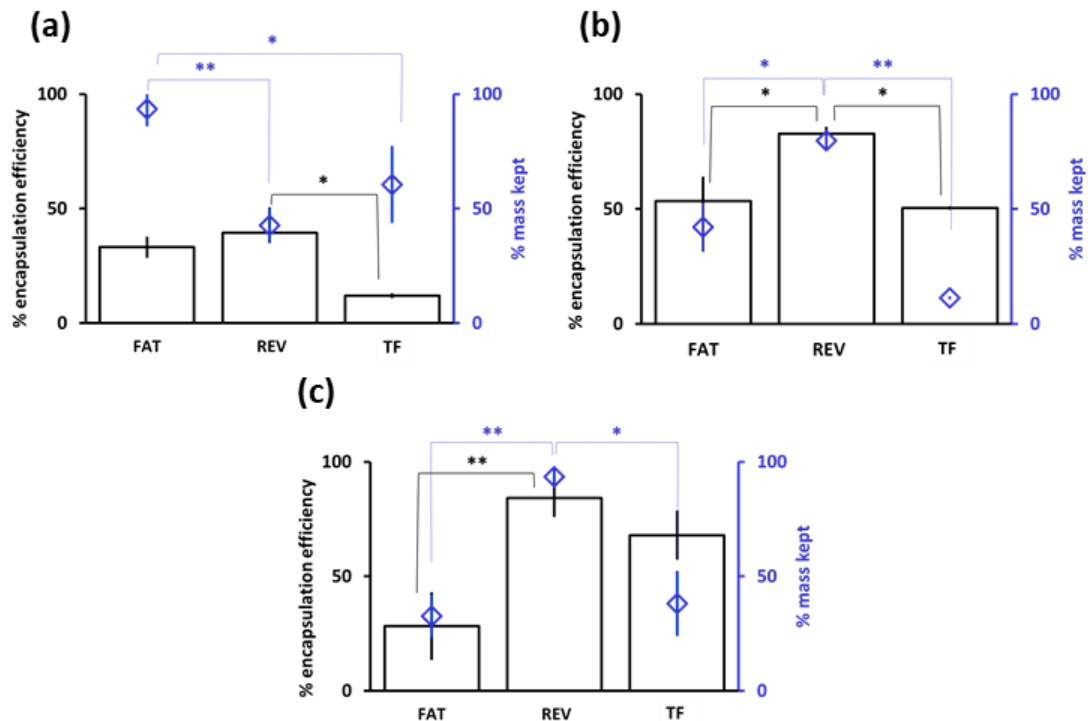 (a)
*
**
*
100
50
0
% encapsulation efficiency
100
50
0
% mass kept
FAT REV TF
(b)
* **
* *
100
50
0
% encapsulation efficiency
100
50
0
% mass kept
FAT REV TF
(c)
** *
**
100
50
0
% encapsulation efficiency
100
50
0
% mass kept
FAT REV TF